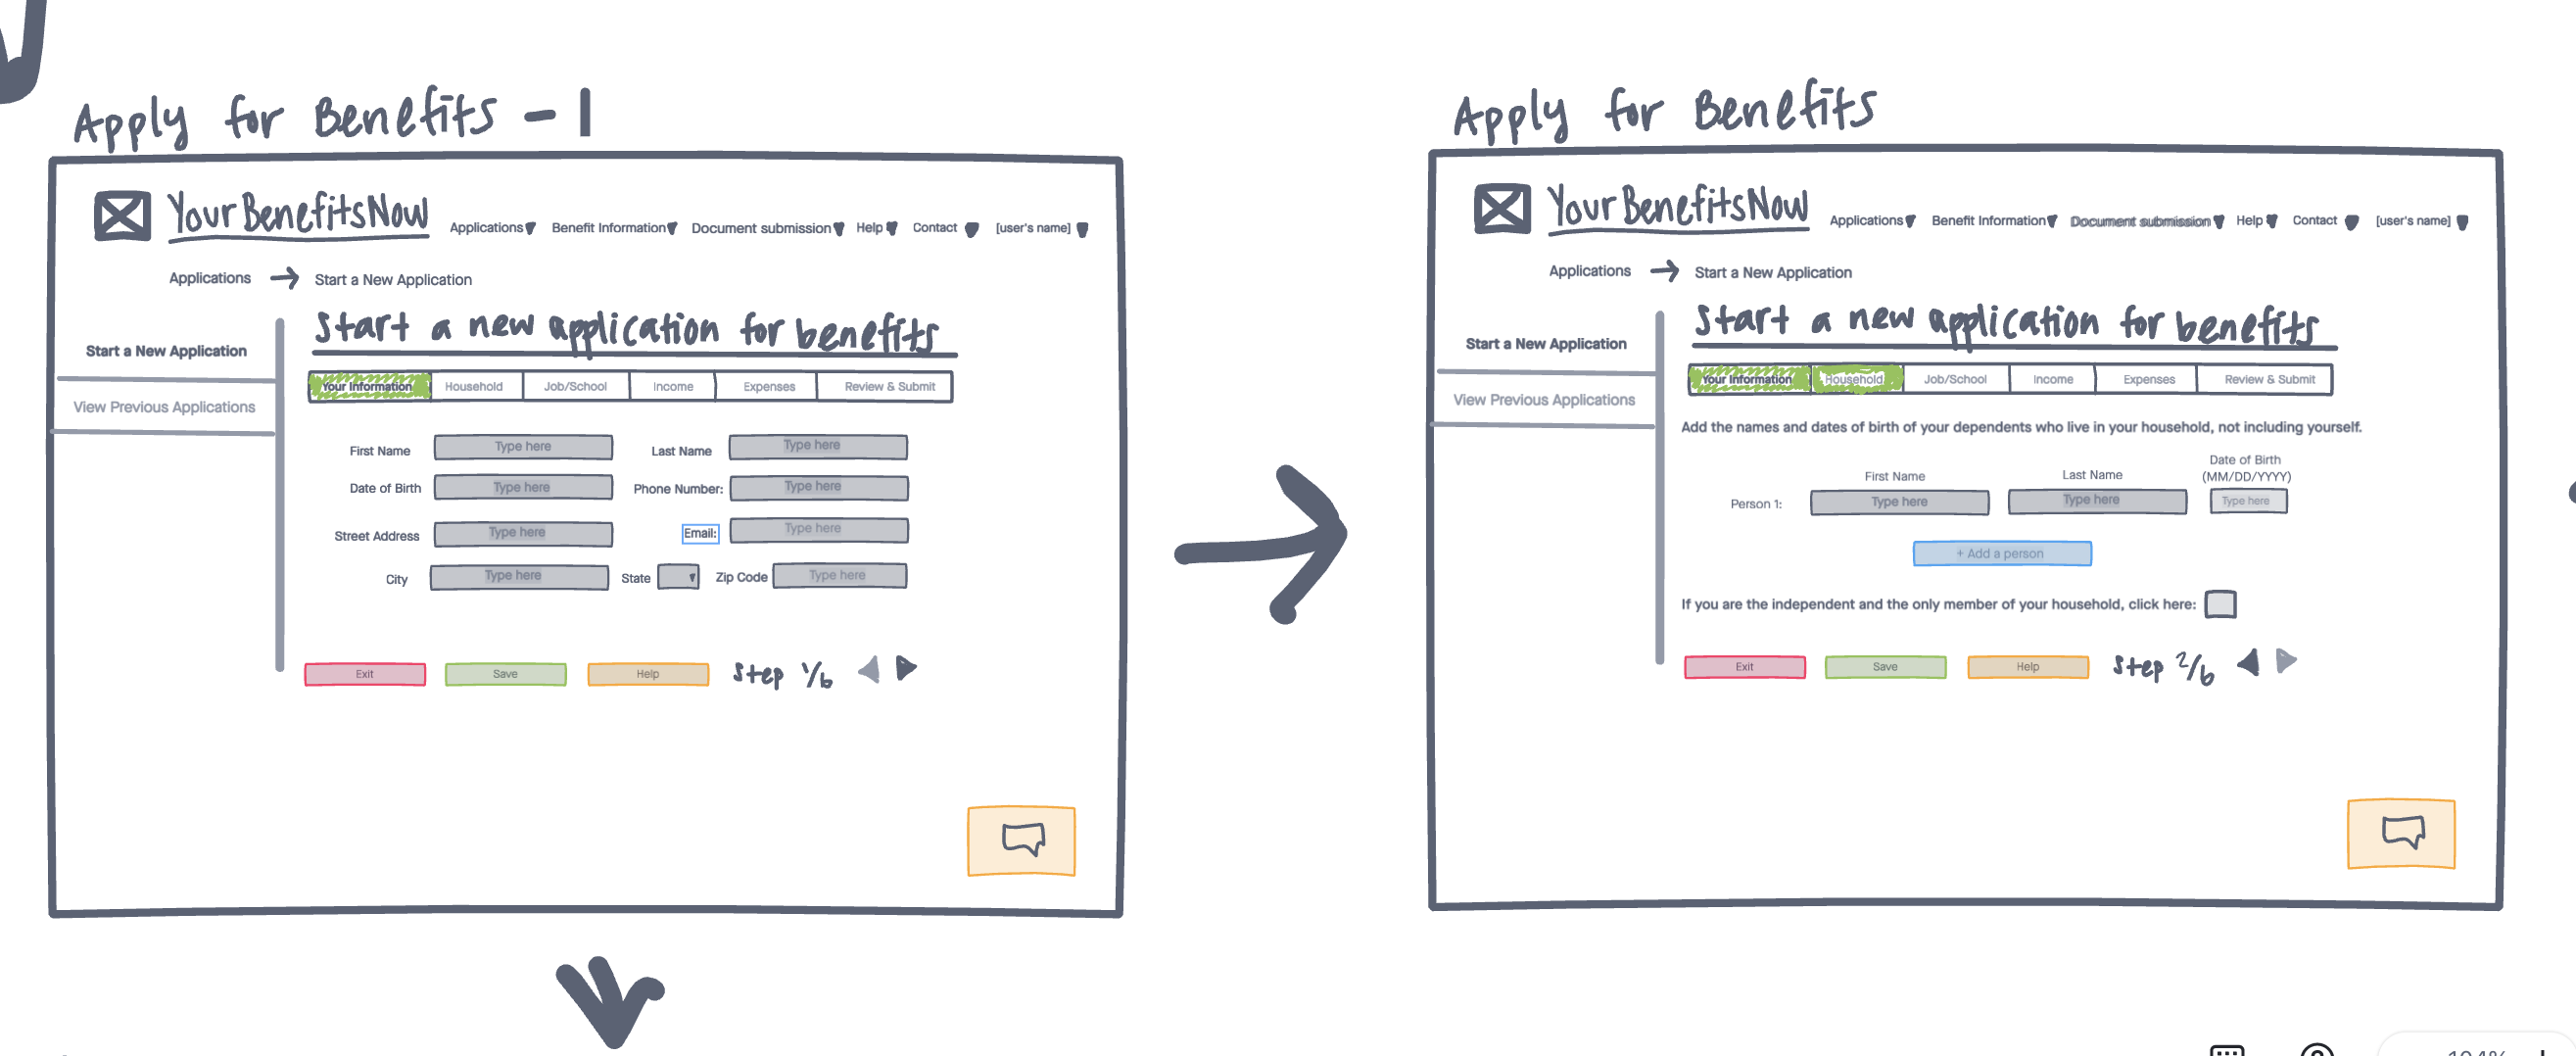 Apply for Benefits - 1
YourBenefitsNow
Applications Benefit Information Document submission Help Contact [user's name]
Applications → Start a New Application
Start a New Application
View Previous Applications
Start a new application for benefits
Your Information Household Job/School Income Expenses Review & Submit
First Name Type here Last Name Type here
Date of Birth Type here Phone Number: Type here
Street Address Type here Email: Type here
City Type here State Zip Code Type here
Exit Save Help Step 1/6
Apply for Benefits
YourBenefitsNow
Applications Benefit Information Document submission Help Contact [user's name]
Applications → Start a New Application
Start a New Application
View Previous Applications
Start a new application for benefits
Your Information Household Job/School Income Expenses Review & Submit
Add the names and dates of birth of your dependents who live in your household, not including yourself.
First Name Last Name Date of Birth
(MM/DD/YYYY)
Person 1: Type here Type here Type here
+ Add a person
If you are the independent and the only member of your household, click here:
Exit Save Help Step 2/6